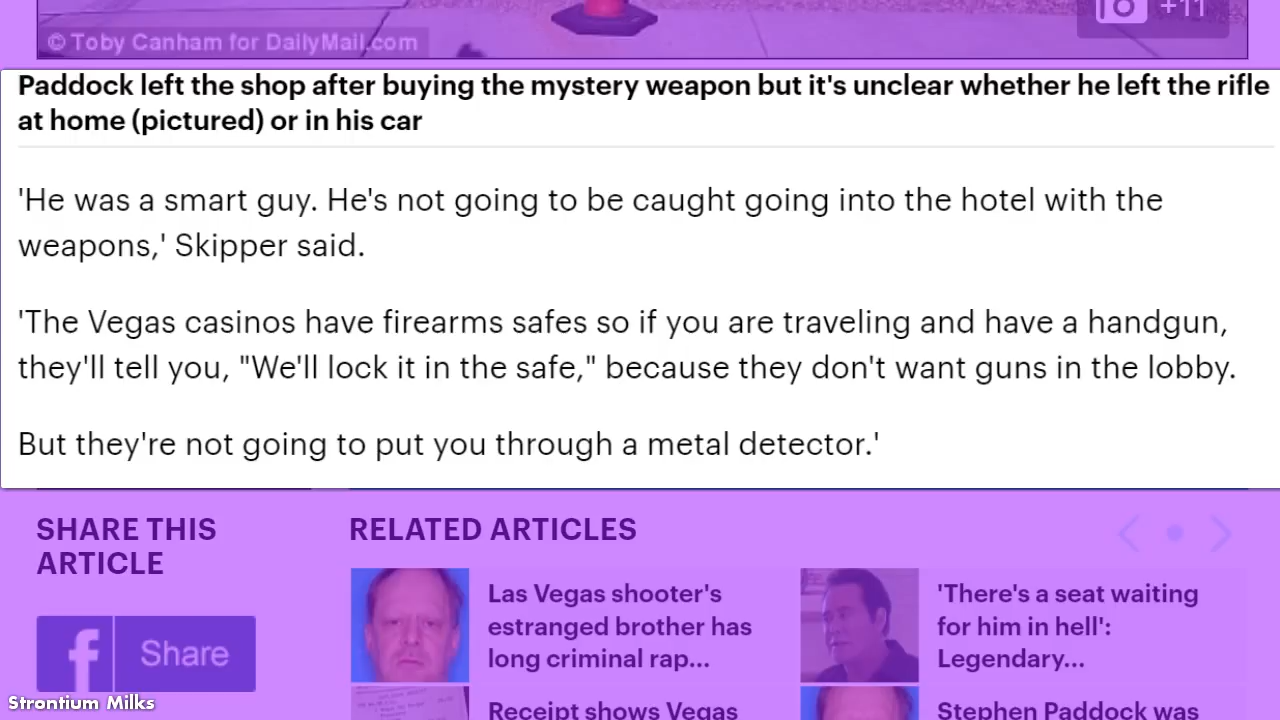 +11
© Toby Canham for DailyMail.com
Paddock left the shop after buying the mystery weapon but it's unclear whether he left the rifle
at home (pictured) or in his car
'He was a smart guy. He's not going to be caught going into the hotel with the
weapons,' Skipper said.
'The Vegas casinos have firearms safes so if you are traveling and have a handgun,
they'll tell you, "We'll lock it in the safe," because they don't want guns in the lobby.
But they're not going to put you through a metal detector.'
SHARE THIS
ARTICLE
f Share
RELATED ARTICLES
Las Vegas shooter's
estranged brother has
long criminal rap...
'There's a seat waiting
for him in hell':
Legendary...
Receipt shows Vegas
Stephen Paddock was
Strontium Milks